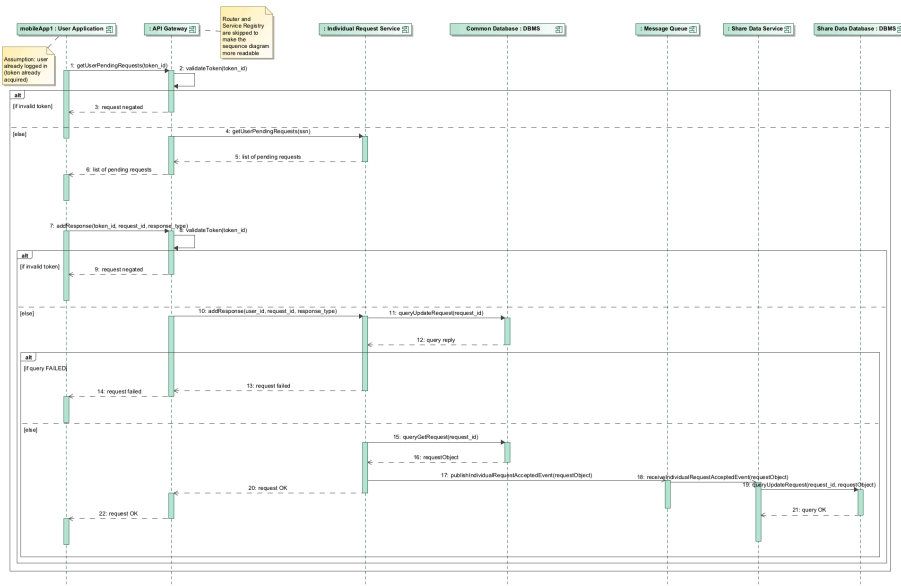 mobileApp1 : User Application
: API Gateway
Router and
Service Registry
are skipped to
make the
sequence diagram
more readable
: Individual Request Service
Common Database : DBMS
: Message Queue
: Share Data Service
Share Data Database : DBMS
Assumption: user
already logged in
(token already
acquired)
1: getUserPendingRequests(token_id)
2: validateToken(token_id)
alt
[if invalid token]
3: request negated
[else]
4: getUserPendingRequests(ssn)
5: list of pending requests
6: list of pending requests
7: addResponse(token_id, request_id, response_type)
8: validateToken(token_id)
alt
[if invalid token]
9: request negated
[else]
10: addResponse(user_id, request_id, response_type)
11: queryUpdateRequest(request_id)
12: query reply
alt
[if query FAILED]
13: request failed
14: request failed
[else]
15: queryGetRequest(request_id)
16: requestObject
17: publishIndividualRequestAcceptedEvent(requestObject)
18: receiveIndividualRequestAcceptedEvent(requestObject)
19: queryUpdateRequest(request_id, requestObject)
20: request OK
21: query OK
22: request OK